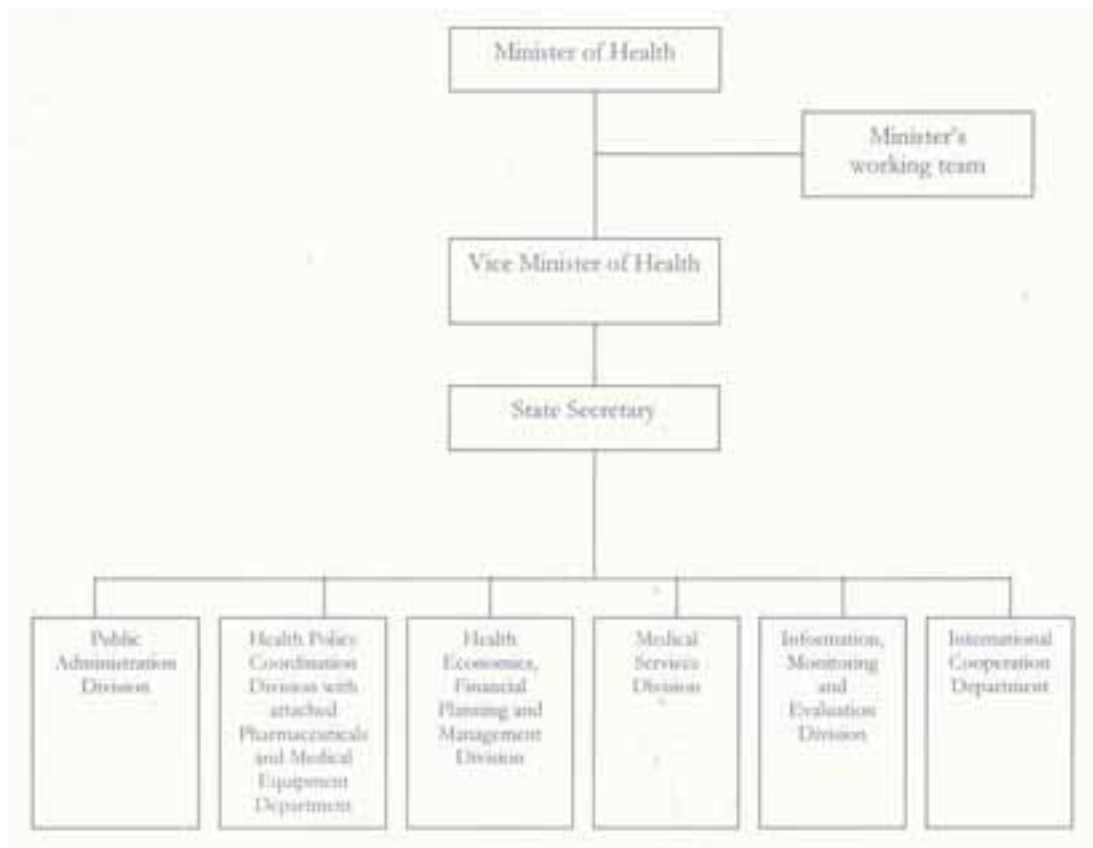 Minister of Health
Minister's
working team
Vice Minister of Health
State Secretary
Public
Administration
Division
Health Policy
Coordination
Division with
attached
Pharmaceuticals
and Medical
Equipment
Department
Health
Economics,
Financial
Planning and
Management
Division
Medical
Services
Division
Information,
Monitoring
and
Evaluation
Division
International
Cooperation
Department